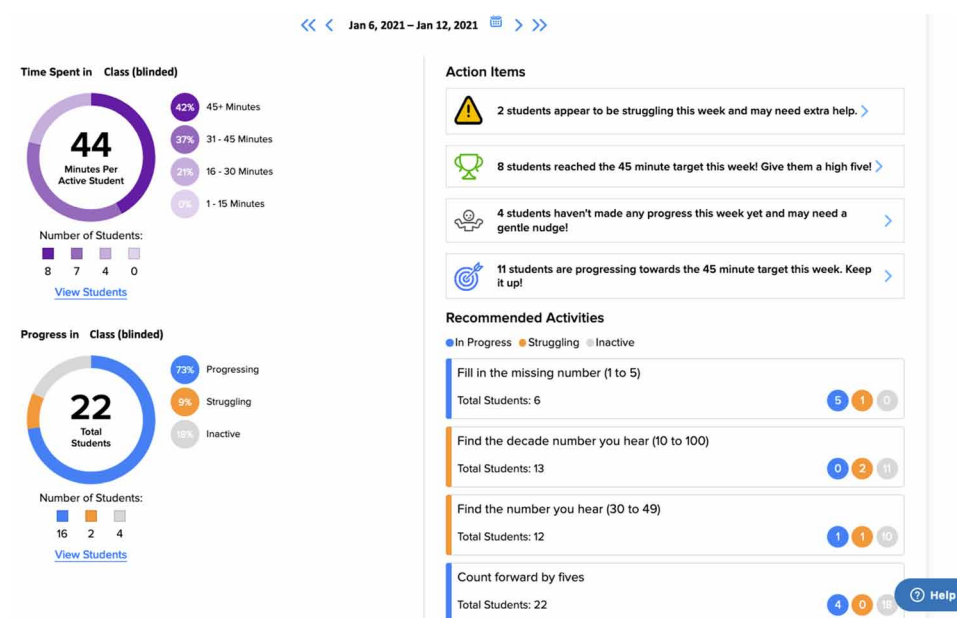 Jan 6, 2021 – Jan 12, 2021
Time Spent in Class (blinded)
44
Minutes Per
Active Student
42% 45+ Minutes
37% 31 - 45 Minutes
21% 16 - 30 Minutes
0% 1 - 15 Minutes
Number of Students:
8 7 4 0
View Students
Progress in Class (blinded)
22
Total
Students
73% Progressing
9% Struggling
18% Inactive
Number of Students:
16 2 4
View Students
Action Items
2 students appear to be struggling this week and may need extra help.
8 students reached the 45 minute target this week! Give them a high five!
4 students haven't made any progress this week yet and may need a
gentle nudge!
11 students are progressing towards the 45 minute target this week. Keep
it up!
Recommended Activities
In Progress Struggling Inactive
Fill in the missing number (1 to 5)
Total Students: 6 5 1 0
Find the decade number you hear (10 to 100)
Total Students: 13 0 2 11
Find the number you hear (30 to 49)
Total Students: 12 1 1 10
Count forward by fives
Total Students: 22 4 0 18
? Help